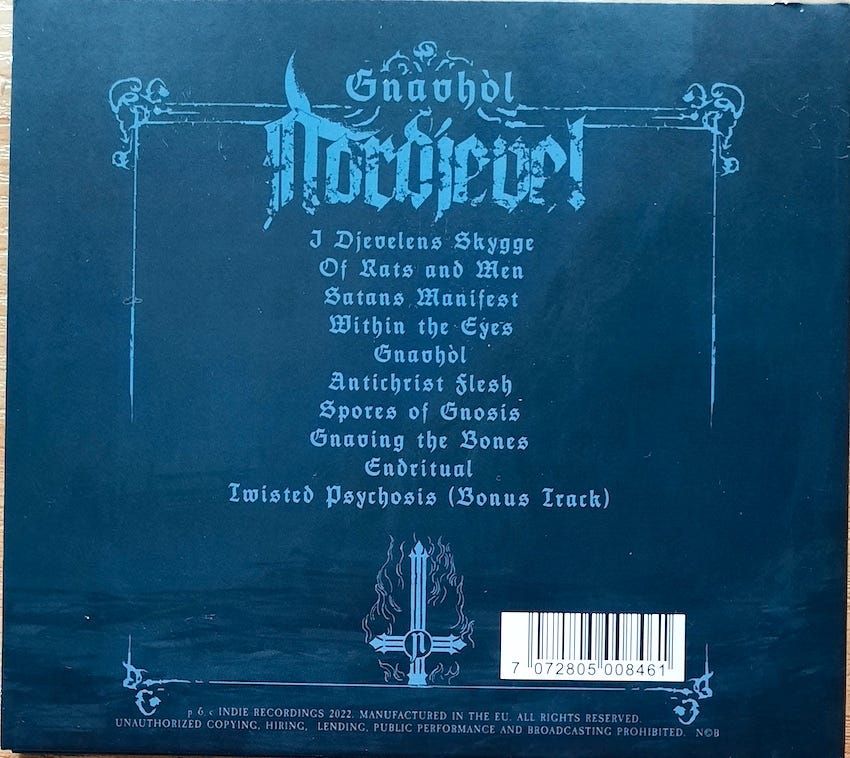 Gnavhòl
Nordjevel
I Djevelens Skygge
Of Rats and Men
Satans Manifest
Within the Eyes
Gnavhòl
Antichrist Flesh
Spores of Gnosis
Gnaving the Bones
Endritual
Twisted Psychosis (Bonus Track)
n
7 072805 008461
p & c INDIE RECORDINGS 2022. MANUFACTURED IN THE EU. ALL RIGHTS RESERVED.
UNAUTHORIZED COPYING, HIRING, LENDING, PUBLIC PERFORMANCE AND BROADCASTING PROHIBITED. N©B